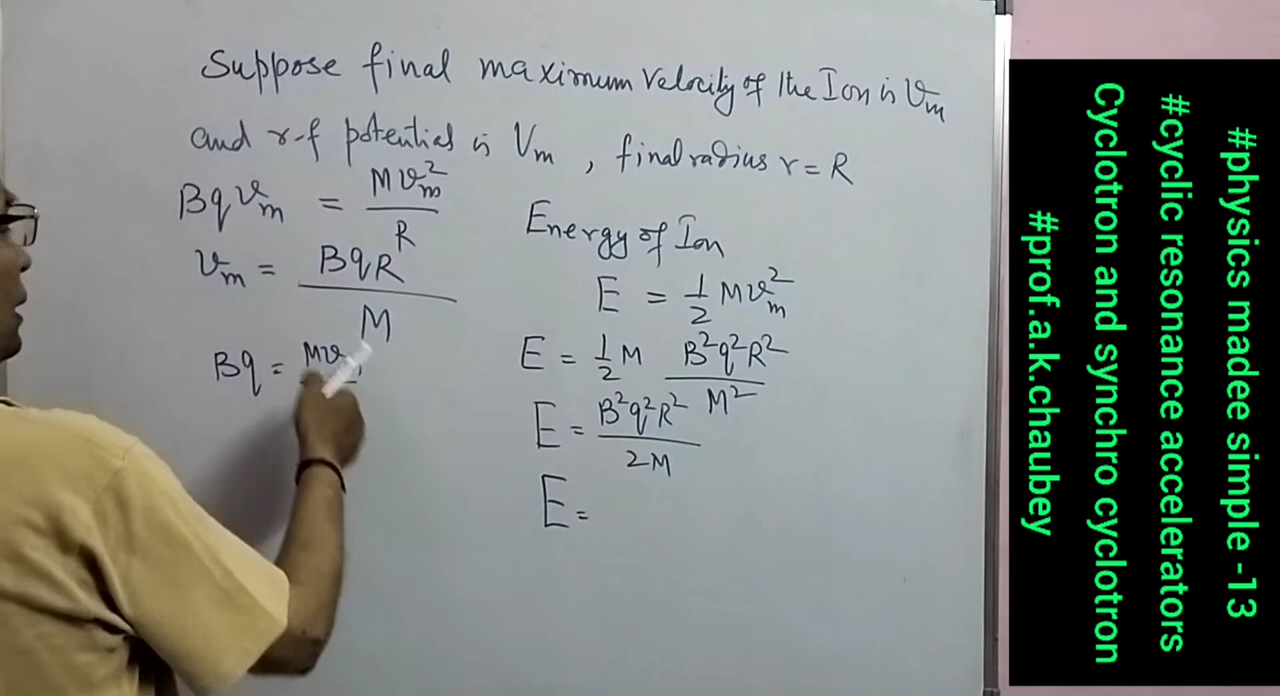 Suppose final maximum Velocity of the Ion is vₘ
and r-f potential is Vₘ, final radius r = R
Bqvₘ = Mvₘ²/R
vₘ = BqR/M
Bq = Mv
Energy of Ion
E = 1/2 Mvₘ²
E = 1/2 M B²q²R²/M²
E = B²q²R²/2M
E =
#physics madee simple -13
#cyclic resonance accelerators
Cyclotron and synchro cyclotron
#prof.a.k.chaubey